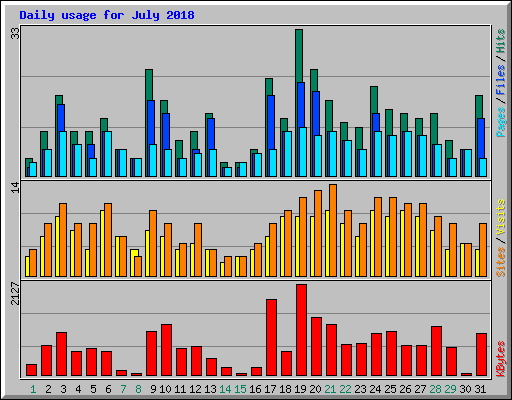 Daily usage for July 2018
33
Pages / Files / Hits
14
Sites / Visits
2127
KBytes
1 2 3 4 5 6 7 8 9 10 11 12 13 14 15 16 17 18 19 20 21 22 23 24 25 26 27 28 29 30 31